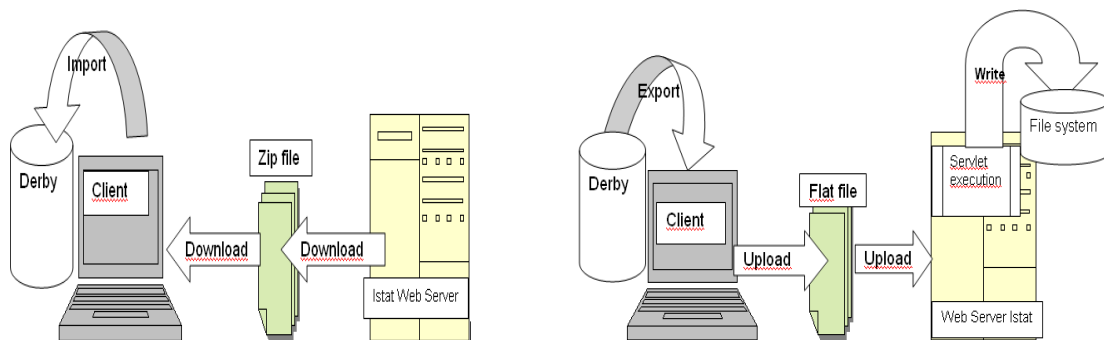 Import
Derby
Client
Zip file
Download
Download
Istat Web Server
Export
Derby
Client
Flat file
Upload
Upload
Write
File system
Servlet
execution
Web Server Istat